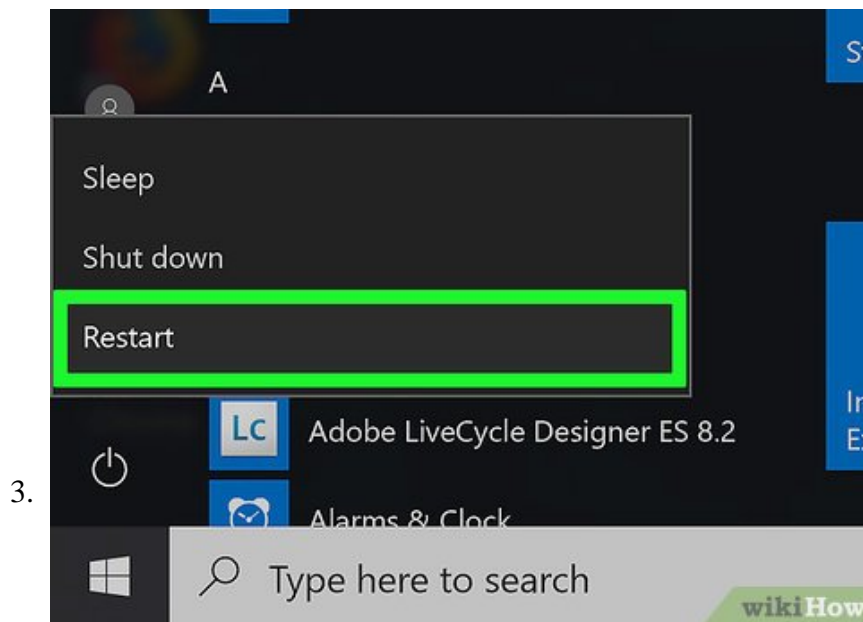 A
S
Sleep
Shut down
Restart
Lc
Adobe LiveCycle Designer ES 8.2
In
E
3.
Alarms & Clock
Type here to search
wikiHow